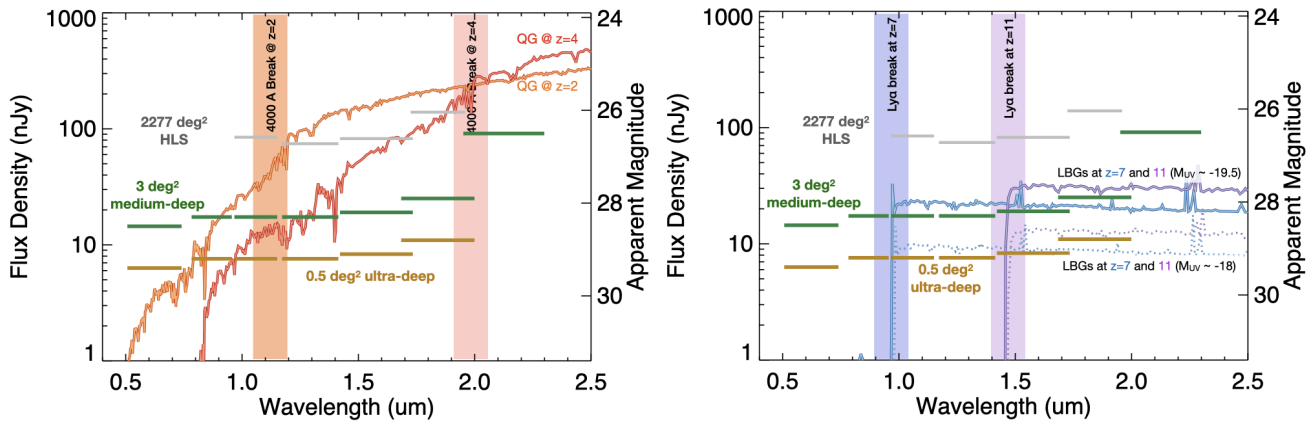 1000
100
10
1
Flux Density (nJy)
0.5
1.0
1.5
2.0
2.5
Wavelength (um)
24
26
28
30
Apparent Magnitude
4000 A Break @ z=2
4000 A Break @ z=4
QG @ z=4
QG @ z=2
2277 deg²
HLS
3 deg²
medium-deep
0.5 deg² ultra-deep
1000
100
10
1
Flux Density (nJy)
0.5
1.0
1.5
2.0
2.5
Wavelength (um)
24
26
28
30
Apparent Magnitude
Lyα break at z=7
Lyα break at z=11
2277 deg²
HLS
3 deg²
medium-deep
LBGs at z=7 and 11 (MUV ~ -19.5)
0.5 deg²
ultra-deep
LBGs at z=7 and 11 (MUV ~ -18)